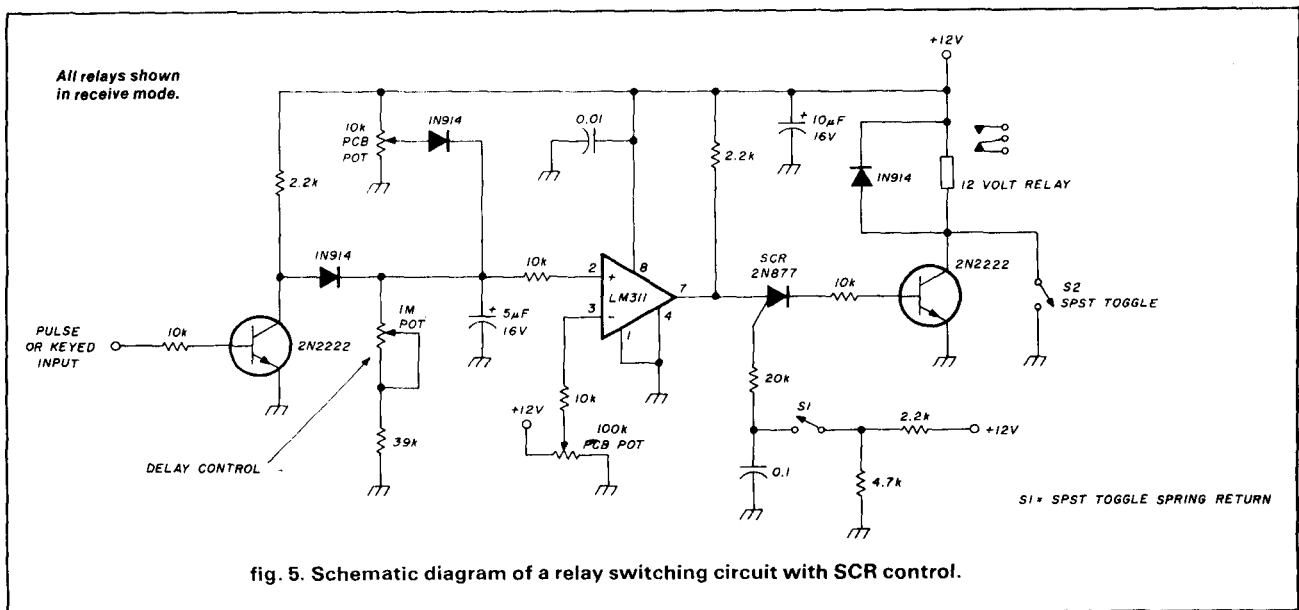 All relays shown
in receive mode.
+12V
1N914
10k
PCB
POT
0.01
+
10µF
16V
2.2k
2.2k
1N914
12 VOLT RELAY
1N914
10k
2
+
8
LM311
7
3
-
1
4
SCR
2N877
10k
2N2222
S2
SPST TOGGLE
1M
POT
+
5µF
16V
PULSE
OR KEYED
INPUT
10k
2N2222
10k
20k
+12V
100k
PCB POT
S1
2.2k
+12V
39k
DELAY CONTROL
0.1
4.7k
S1= SPST TOGGLE SPRING RETURN
fig. 5. Schematic diagram of a relay switching circuit with SCR control.